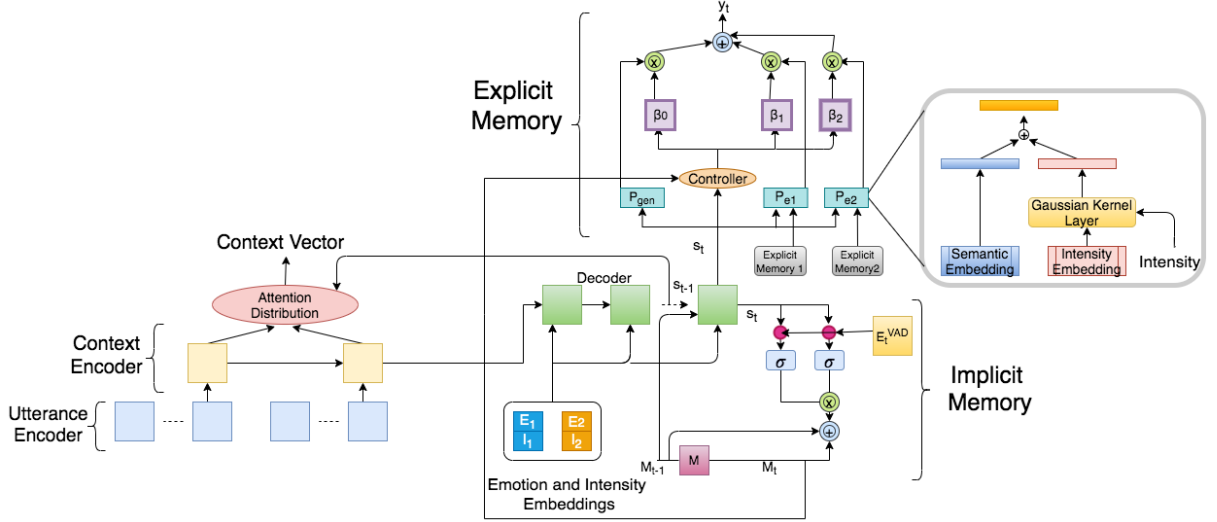 y_t
x
+
x
x
Explicit
Memory
β0
β1
β2
Controller
P_gen
P_e1
P_e2
+
Gaussian Kernel
Layer
Semantic
Embedding
Intensity
Embedding
Intensity
s_t
Explicit
Memory 1
Explicit
Memory2
Context Vector
Attention
Distribution
Decoder
s_t-1
s_t
E_t^VAD
Context
Encoder
σ
σ
Implicit
Memory
Utterance
Encoder
x
E1
I1
E2
I2
+
M_t-1
M
M_t
Emotion and Intensity
Embeddings